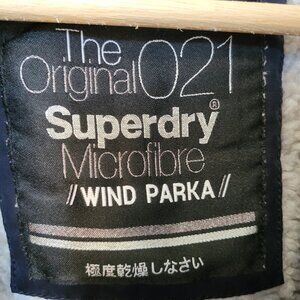 The
Original 021
Superdry®
Microfibre
//WIND PARKA//
極度乾燥しなさい